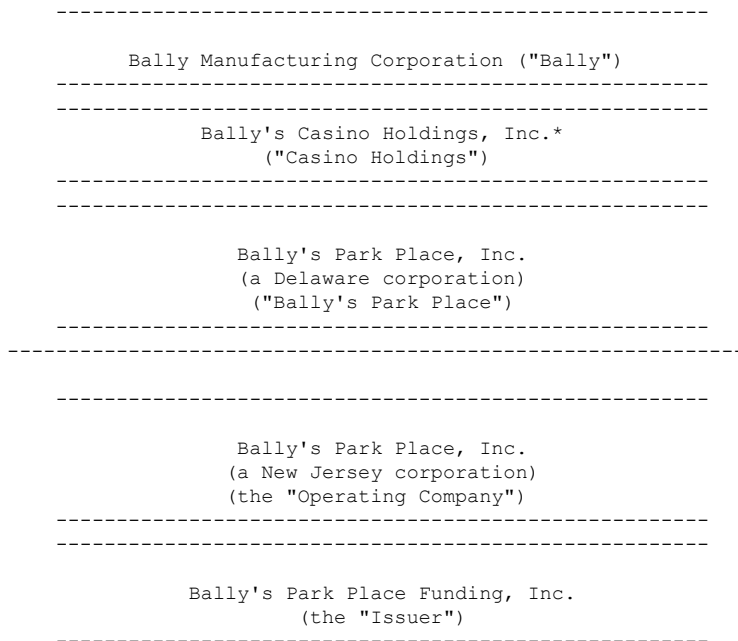 ------------------------------------------------------
Bally Manufacturing Corporation ("Bally")
------------------------------------------------------
------------------------------------------------------
Bally's Casino Holdings, Inc.*
("Casino Holdings")
------------------------------------------------------
------------------------------------------------------
Bally's Park Place, Inc.
(a Delaware corporation)
("Bally's Park Place")
------------------------------------------------------
-------------------------------------------------------------
------------------------------------------------------
Bally's Park Place, Inc.
(a New Jersey corporation)
(the "Operating Company")
------------------------------------------------------
------------------------------------------------------
Bally's Park Place Funding, Inc.
(the "Issuer")
------------------------------------------------------